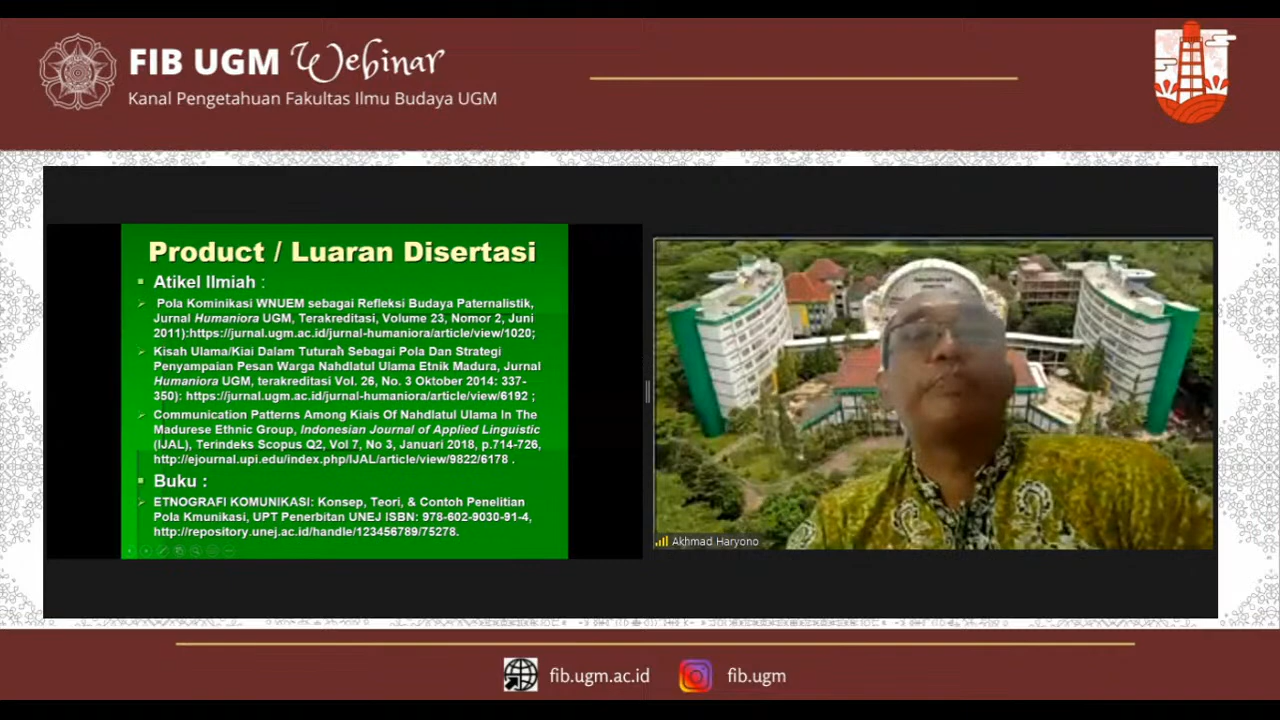 FIB UGM Webinar
Kanal Pengetahuan Fakultas Ilmu Budaya UGM
Product / Luaran Disertasi
Atikel Ilmiah :
Pola Kominikasi WNUEM sebagai Refleksi Budaya Paternalistik,
Jurnal Humaniora UGM, Terakreditasi, Volume 23, Nomor 2, Juni
2011):https://jurnal.ugm.ac.id/jurnal-humaniora/article/view/1020;
Kisah Ulama/Kiai Dalam Tuturah Sebagai Pola Dan Strategi
Penyampaian Pesan Warga Nahdlatul Ulama Etnik Madura, Jurnal
Humaniora UGM, terakreditasi Vol. 26, No. 3 Oktober 2014: 337-
350): https://jurnal.ugm.ac.id/jurnal-humaniora/article/view/6192 ;
Communication Patterns Among Kiais Of Nahdlatul Ulama In The
Madurese Ethnic Group, Indonesian Journal of Applied Linguistic
(IJAL), Terindeks Scopus Q2, Vol 7, No 3, Januari 2018, p.714-726,
http://ejournal.upi.edu/index.php/IJAL/article/view/9822/6178 .
Buku :
ETNOGRAFI KOMUNIKASI: Konsep, Teori, & Contoh Penelitian
Pola Kmunikasi, UPT Penerbitan UNEJ ISBN: 978-602-9030-91-4,
http://repository.unej.ac.id/handle/123456789/75278.
Akhmad Haryono
fib.ugm.ac.id
fib.ugm